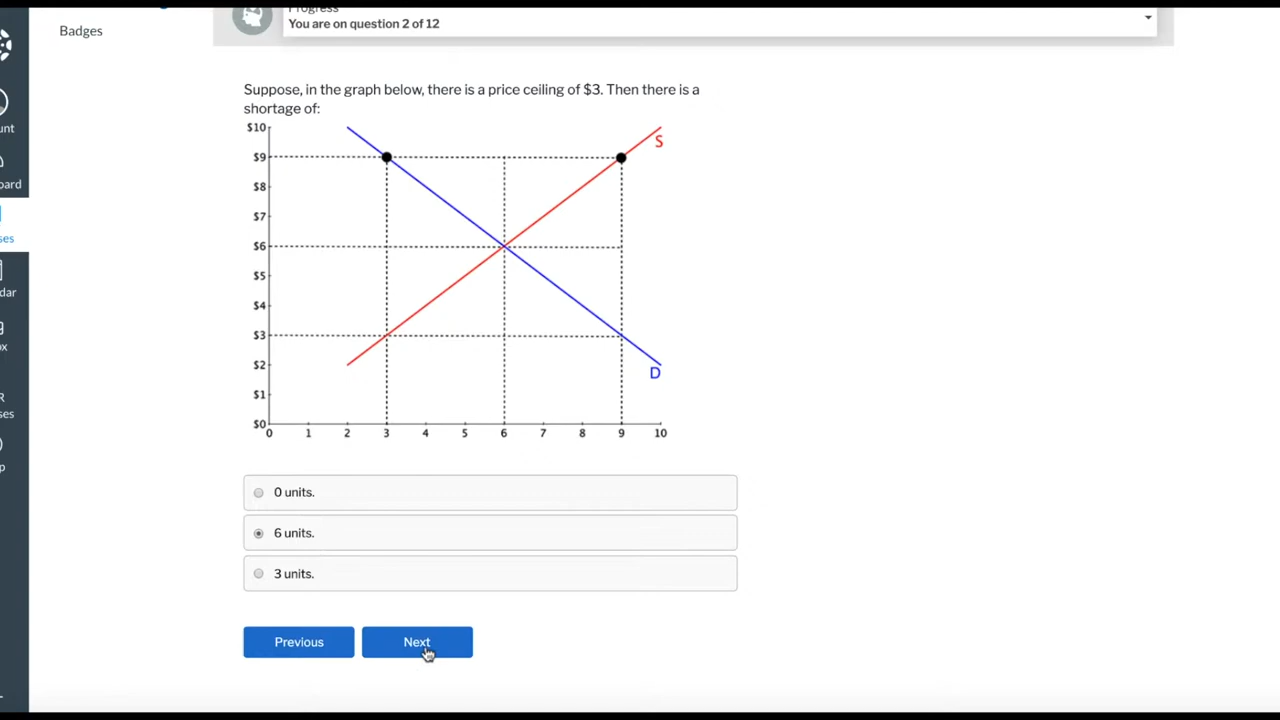 Progress
You are on question 2 of 12
Badges
Suppose, in the graph below, there is a price ceiling of $3. Then there is a
shortage of:
$10
S
$9
$8
$7
$6
$5
$4
$3
$2
D
$1
$0
0 1 2 3 4 5 6 7 8 9 10
0 units.
6 units.
3 units.
Previous Next